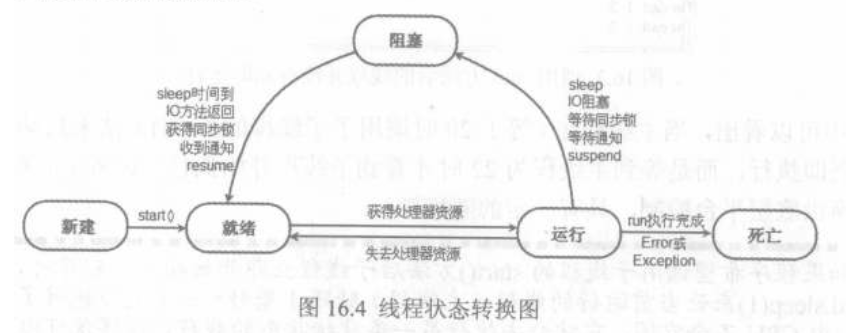 阻塞
sleep时间到
IO方法返回
获得同步锁
收到通知
resume
sleep
IO阻塞
等待同步锁
等待通知
suspend
新建
start()
就绪
获得处理器资源
失去处理器资源
运行
run执行完成
Error或
Exception
死亡
图 16.4 线程状态转换图